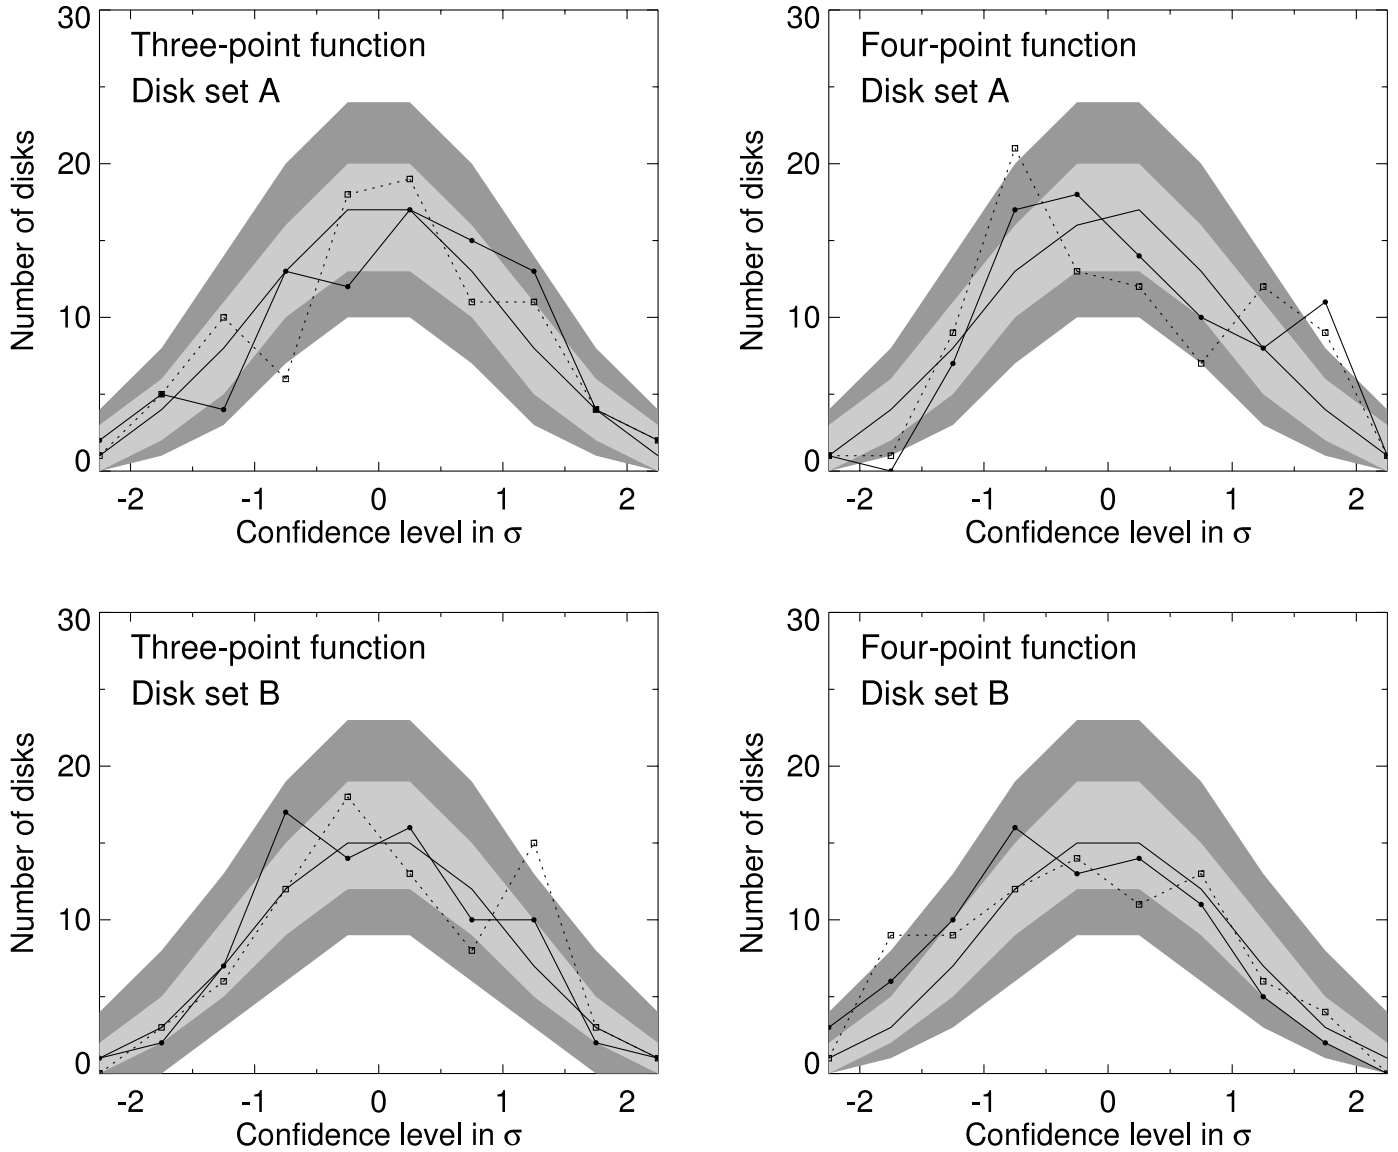 30
20
10
0
Number of disks
Three-point function
Disk set A
-2 -1 0 1 2
Confidence level in σ
30
20
10
0
Number of disks
Four-point function
Disk set A
-2 -1 0 1 2
Confidence level in σ
30
20
10
0
Number of disks
Three-point function
Disk set B
-2 -1 0 1 2
Confidence level in σ
30
20
10
0
Number of disks
Four-point function
Disk set B
-2 -1 0 1 2
Confidence level in σ